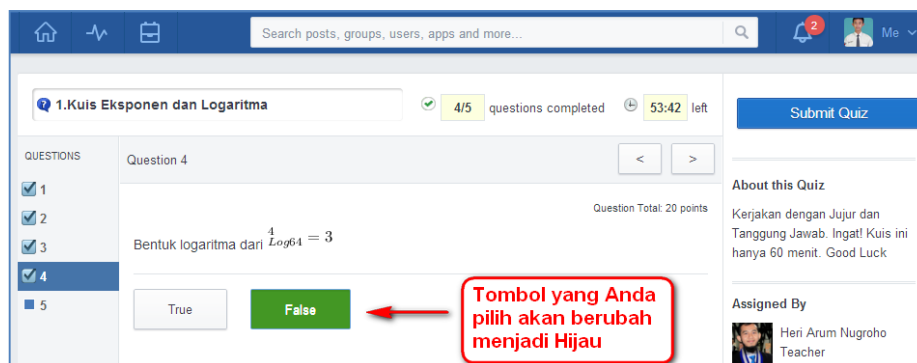 Search posts, groups, users, apps and more...
2
Me
1.Kuis Eksponen dan Logaritma
4/5 questions completed
53:42 left
Submit Quiz
QUESTIONS
1
2
3
4
5
Question 4
< >
Question Total: 20 points
Bentuk logaritma dari ⁴Log64 = 3
True
False
Tombol yang Anda
pilih akan berubah
menjadi Hijau
About this Quiz
Kerjakan dengan Jujur dan
Tanggung Jawab. Ingat! Kuis ini
hanya 60 menit. Good Luck
Assigned By
Heri Arum Nugroho
Teacher